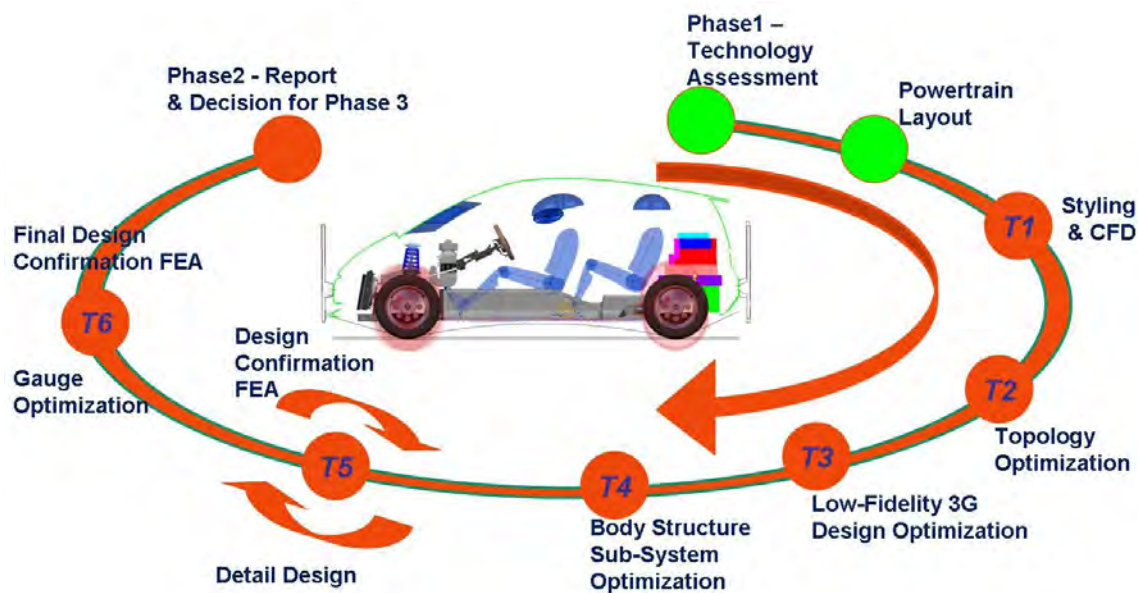 Phase1 –
Technology
Assessment
Powertrain
Layout
T1
Styling
& CFD
T2
Topology
Optimization
T3
Low-Fidelity 3G
Design Optimization
T4
Body Structure
Sub-System
Optimization
T5
Design
Confirmation
FEA
Detail Design
T6
Gauge
Optimization
Final Design
Confirmation FEA
Phase2 - Report
& Decision for Phase 3